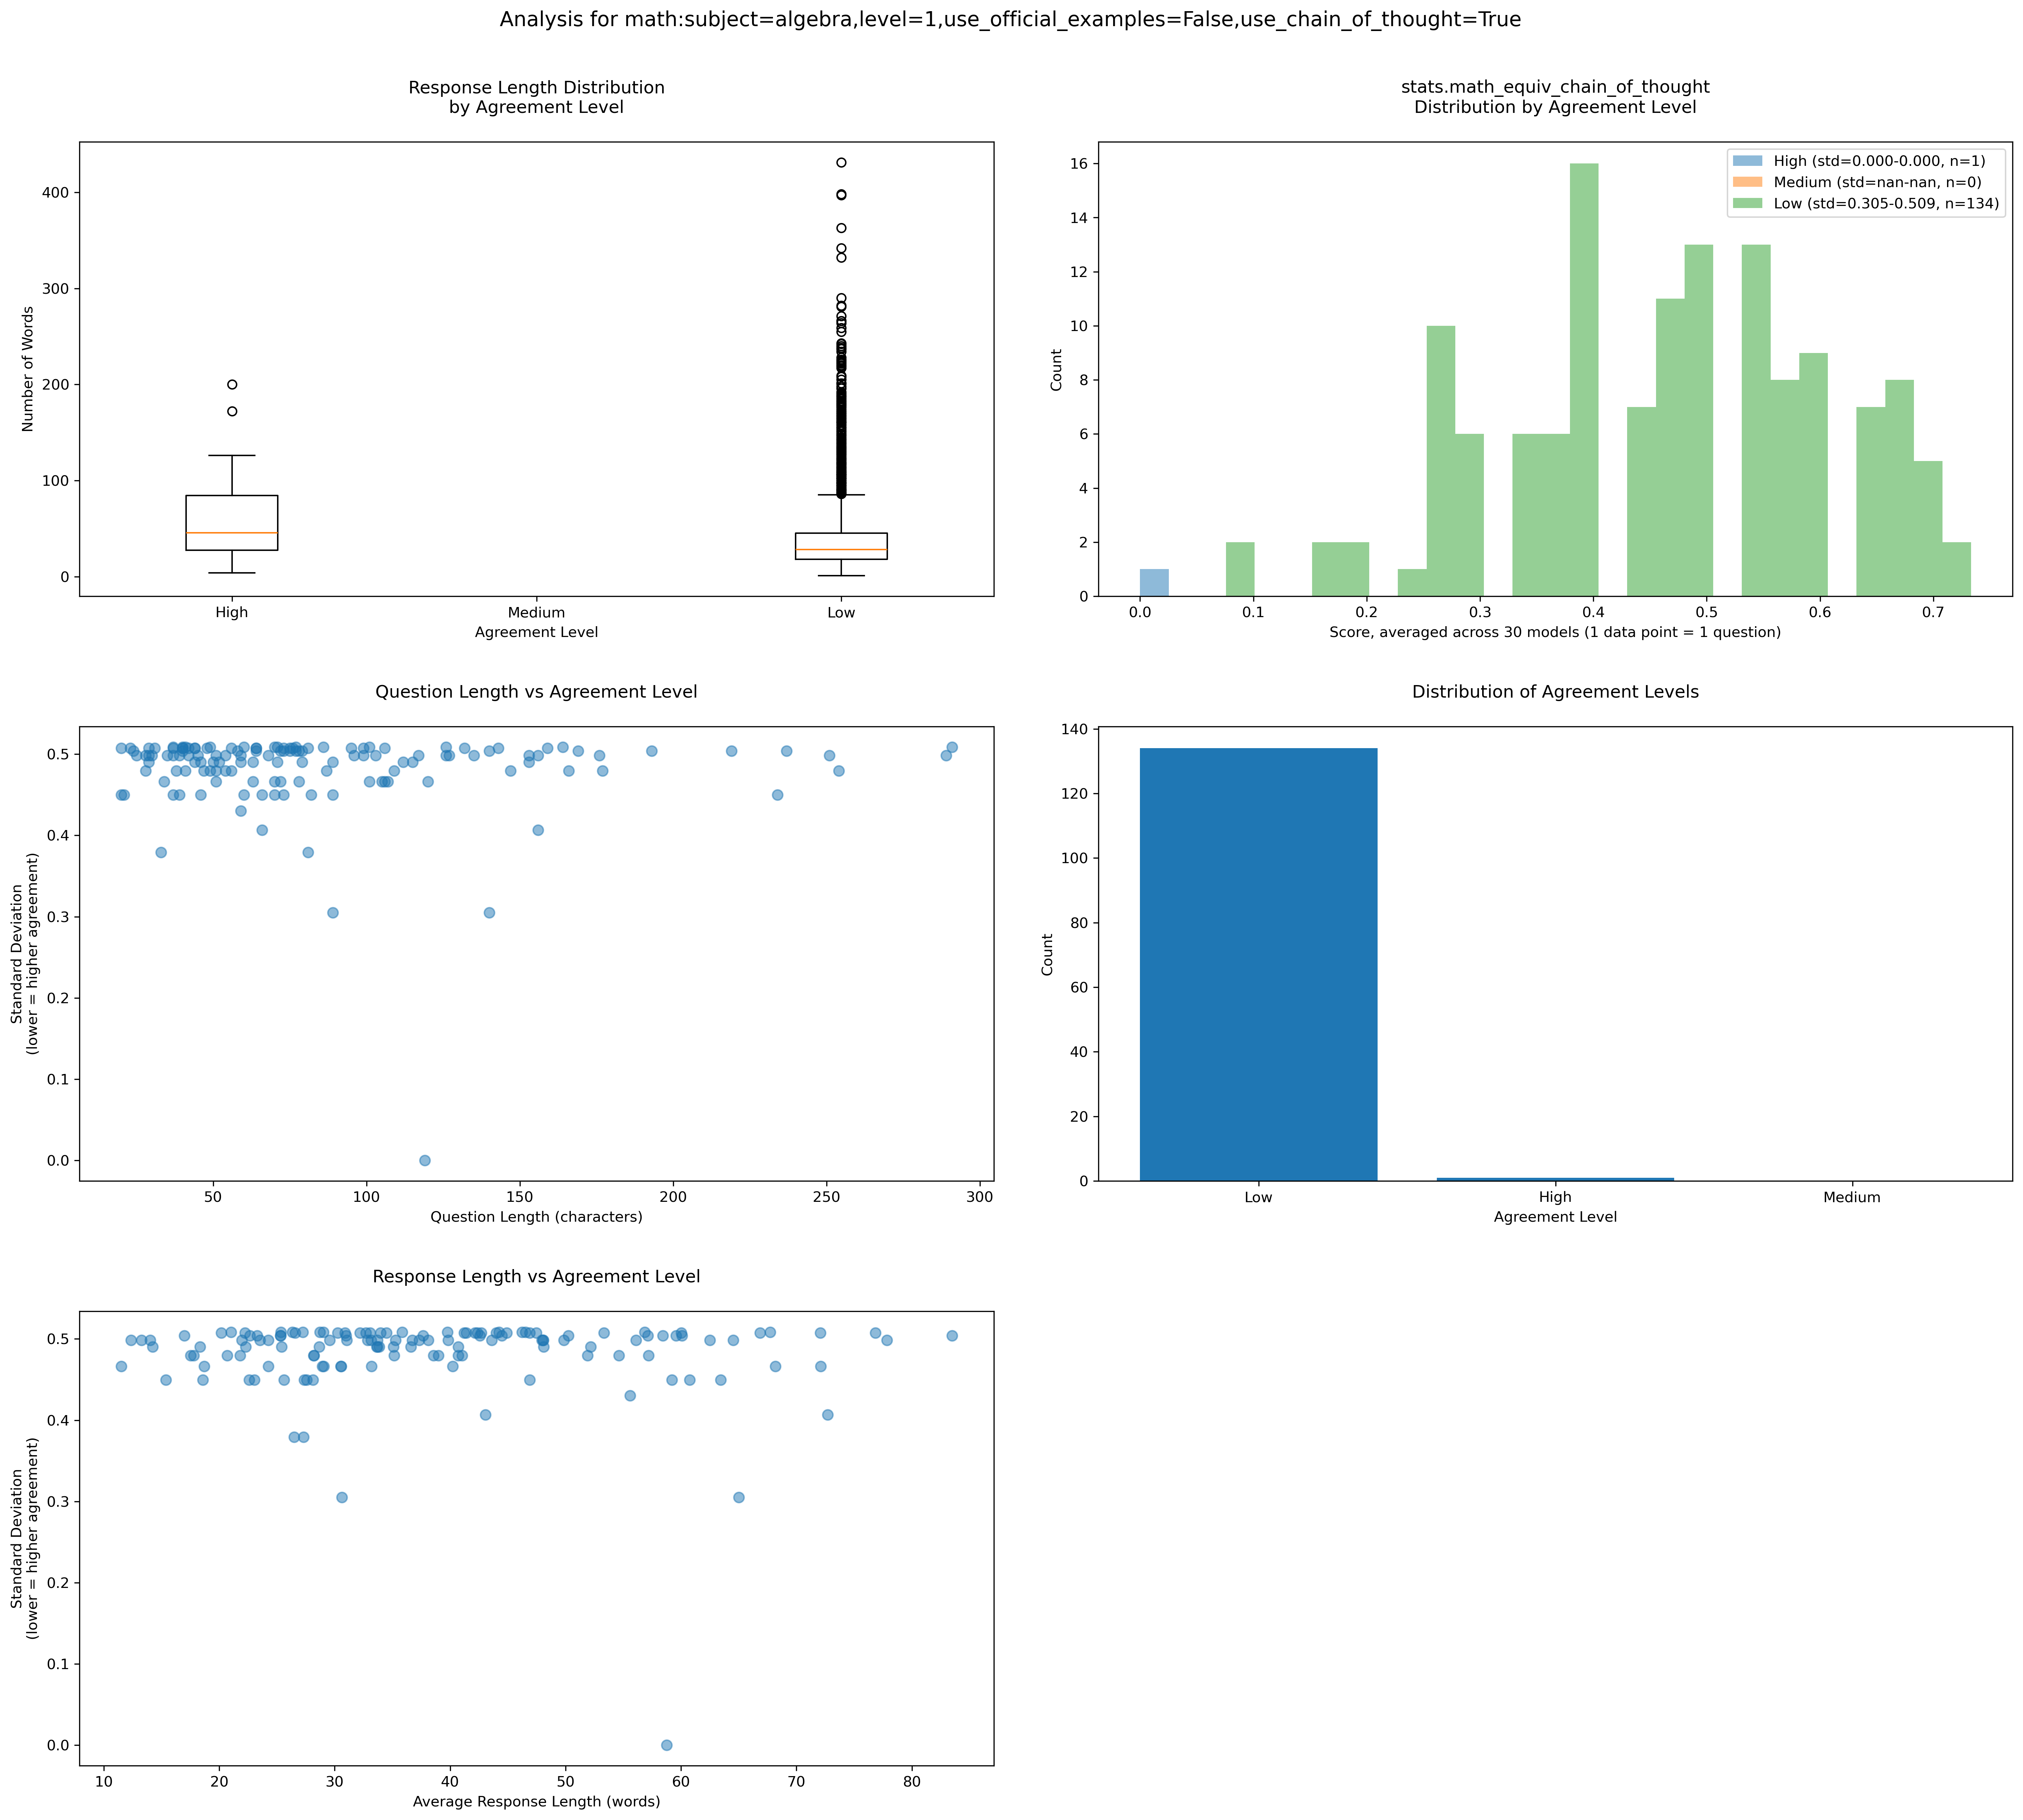 Analysis for math:subject=algebra,level=1,use_official_examples=False,use_chain_of_thought=True
Response Length Distribution
by Agreement Level
400
300
200
100
0
Number of Words
High
Medium
Low
Agreement Level
stats.math_equiv_chain_of_thought
Distribution by Agreement Level
High (std=0.000-0.000, n=1)
Medium (std=nan-nan, n=0)
Low (std=0.305-0.509, n=134)
16
14
12
10
8
6
4
2
0
Count
0.0
0.1
0.2
0.3
0.4
0.5
0.6
0.7
Score, averaged across 30 models (1 data point = 1 question)
Question Length vs Agreement Level
0.5
0.4
0.3
0.2
0.1
0.0
Standard Deviation
(lower = higher agreement)
50
100
150
200
250
300
Question Length (characters)
Distribution of Agreement Levels
140
120
100
80
60
40
20
0
Count
Low
High
Medium
Agreement Level
Response Length vs Agreement Level
0.5
0.4
0.3
0.2
0.1
0.0
Standard Deviation
(lower = higher agreement)
10
20
30
40
50
60
70
80
Average Response Length (words)